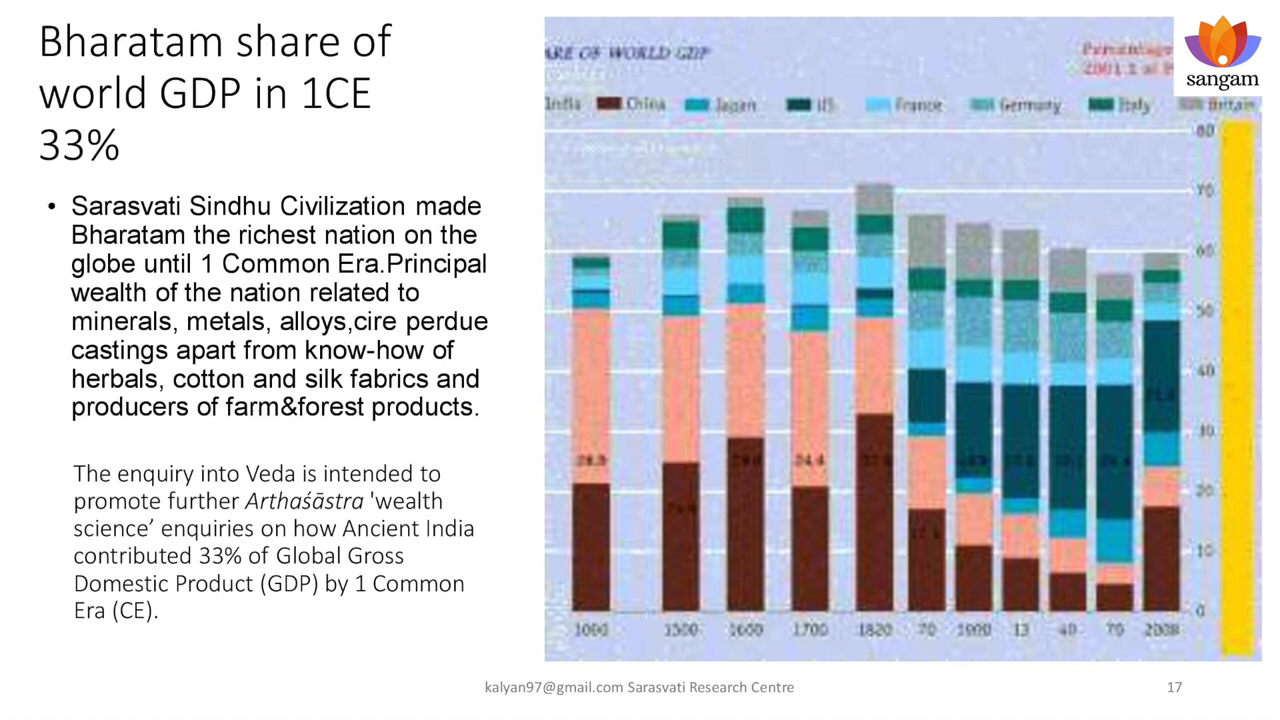 Bharatam share of
world GDP in 1CE
33%
• Sarasvati Sindhu Civilization made
Bharatam the richest nation on the
globe until 1 Common Era.Principal
wealth of the nation related to
minerals, metals, alloys,cire perdue
castings apart from know-how of
herbals, cotton and silk fabrics and
producers of farm&forest products.
The enquiry into Veda is intended to
promote further Arthaśāstra 'wealth
science’ enquiries on how Ancient India
contributed 33% of Global Gross
Domestic Product (GDP) by 1 Common
Era (CE).
ARE OF WORLD GDP
Percentage
sangam
India China Japan US France Germany Italy Britain
80
70
60
50
40
30
20
10
0
28.9
24.4
1000 1500 1600 1700 1820 70 1900 13 40 70 2008
kalyan97@gmail.com Sarasvati Research Centre
17